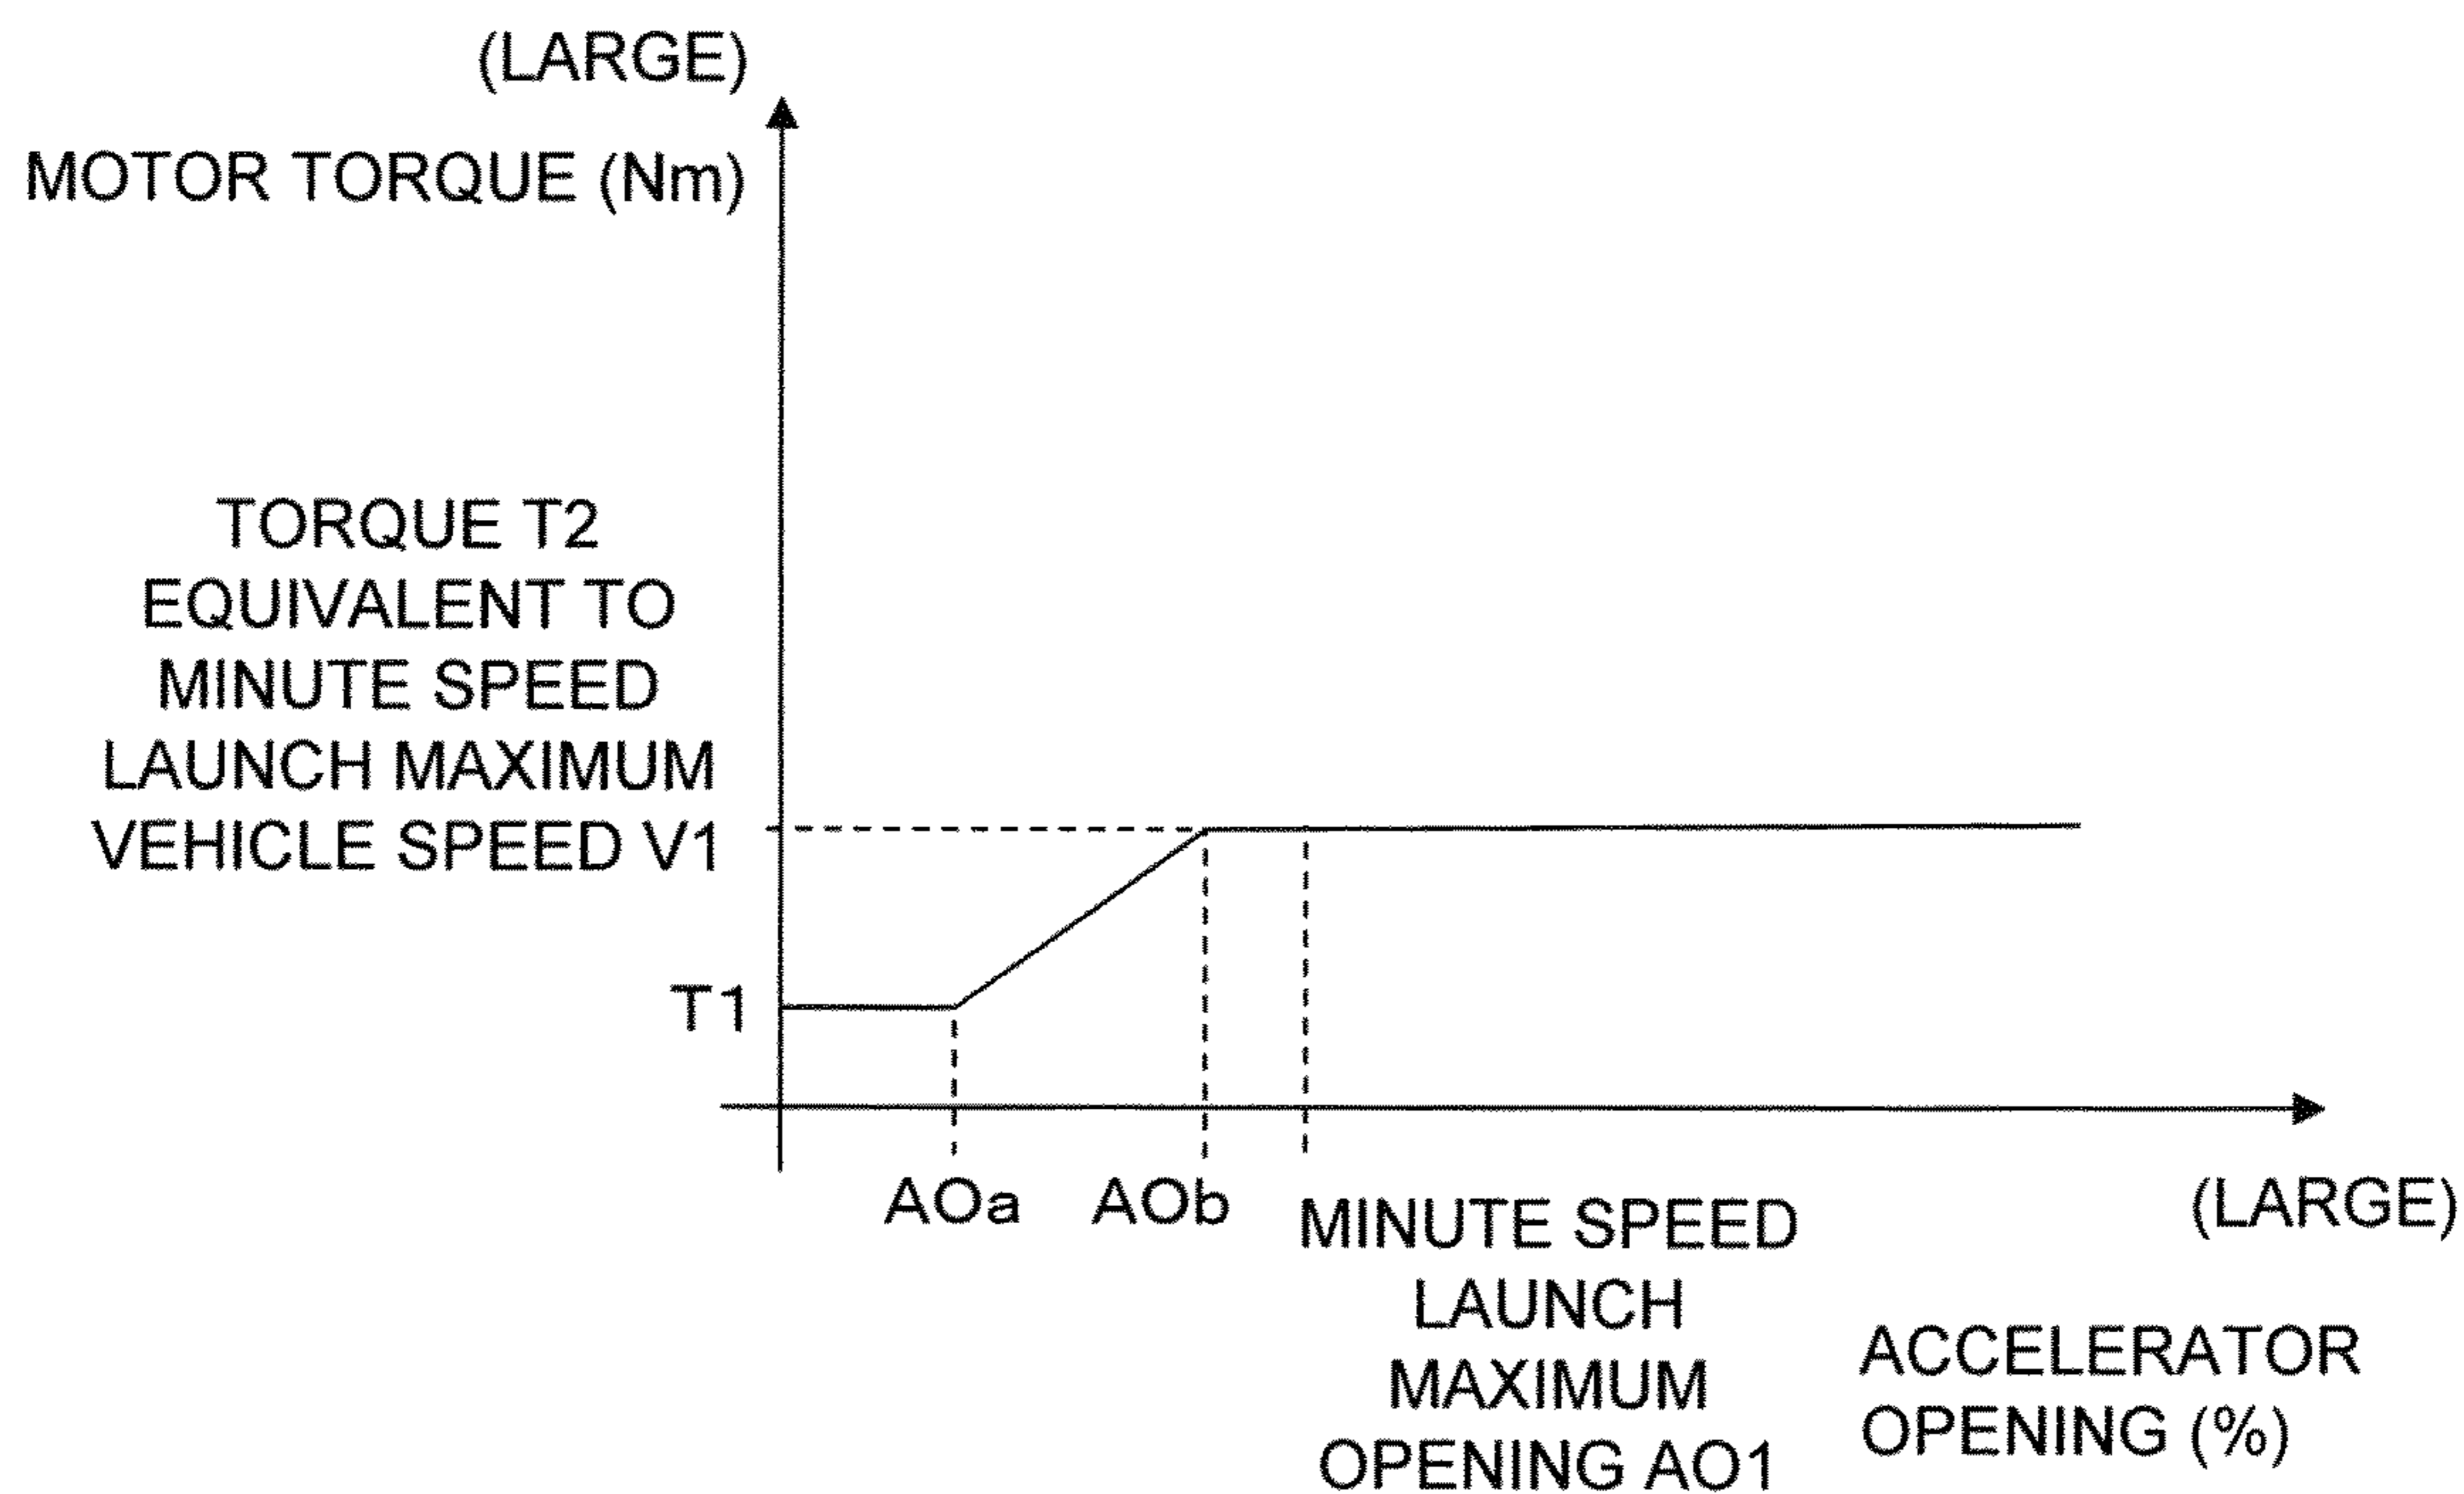 (LARGE)
MOTOR TORQUE (Nm)
TORQUE T2
EQUIVALENT TO
MINUTE SPEED
LAUNCH MAXIMUM
VEHICLE SPEED V1
T1
AOa
AOb
MINUTE SPEED
LAUNCH
MAXIMUM
OPENING AO1
(LARGE)
ACCELERATOR
OPENING (%)